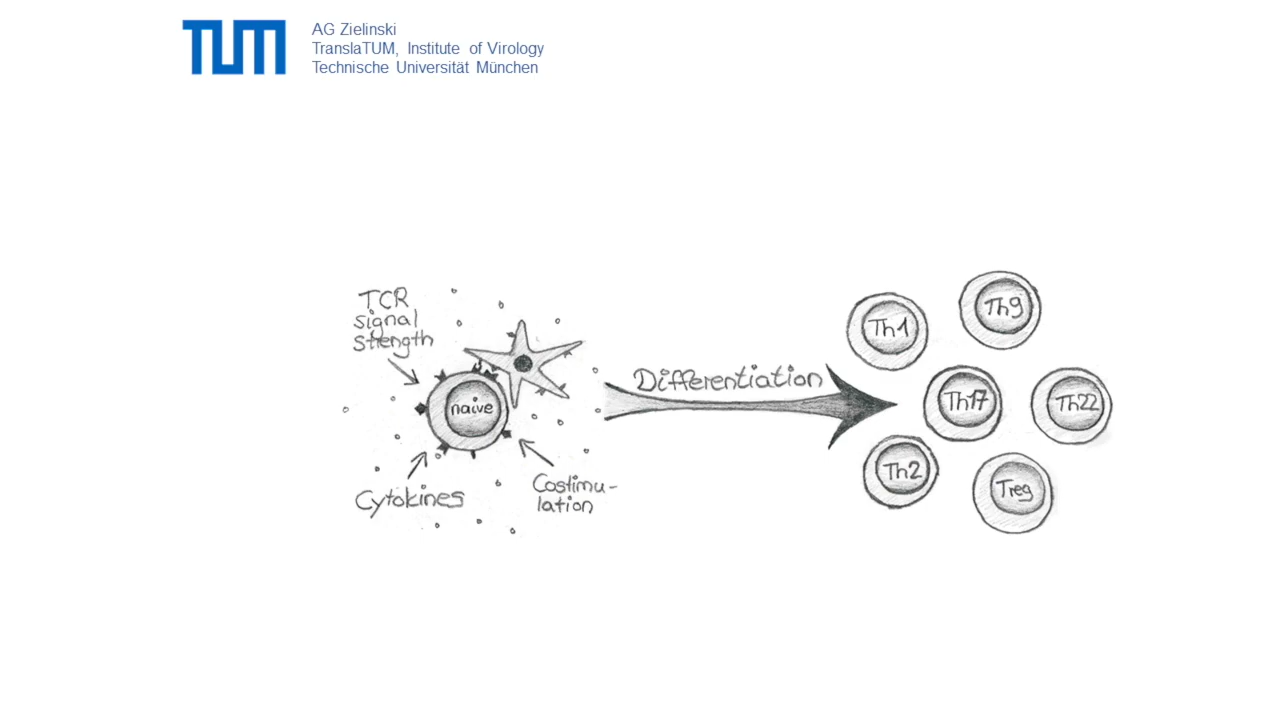 TUM
AG Zielinski
TranslaTUM, Institute of Virology
Technische Universität München
TCR
signal
strength
naive
Cytokines
Costimu-
lation
Differentiation
Th1
Th9
Th17
Th22
Th2
Treg